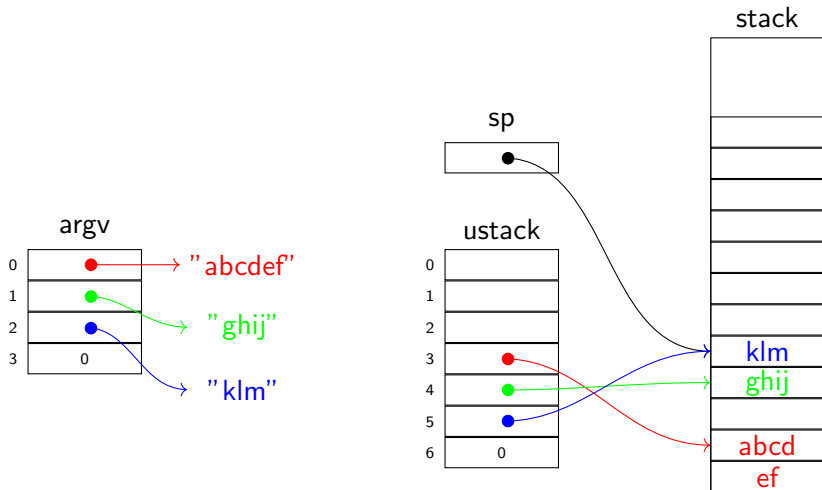 stack
sp
argv
ustack
0
"abcdef"
1
"ghij"
2
3
0
"klm"
0
1
2
3
4
5
6
0
klm
ghij
abcd
ef